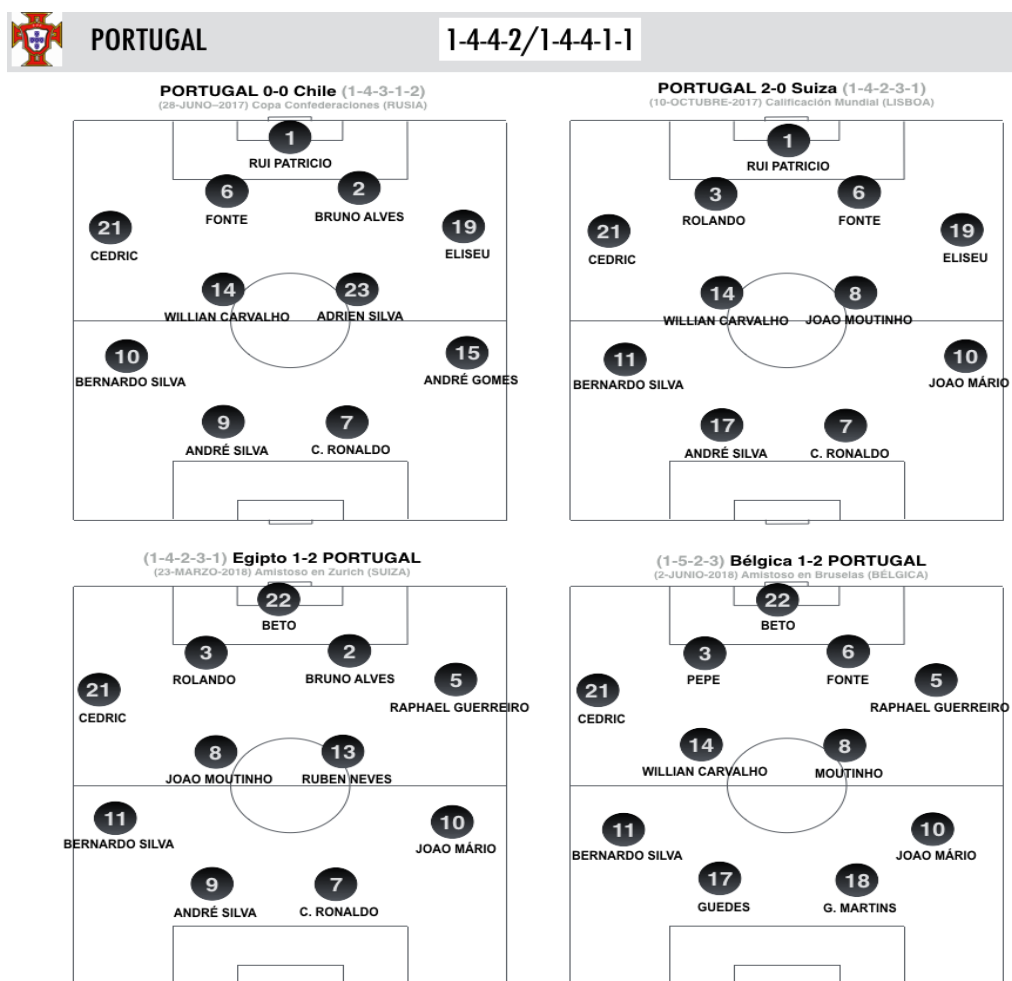 PORTUGAL 1-4-4-2/1-4-4-1-1
PORTUGAL 0-0 Chile (1-4-3-1-2)
(28-JUNO–2017) Copa Confederaciones (RUSIA)
1
RUI PATRICIO
6 2
FONTE BRUNO ALVES
21 19
CEDRIC ELISEU
14 23
WILLIAN CARVALHO ADRIEN SILVA
10 15
BERNARDO SILVA ANDRÉ GOMES
9 7
ANDRÉ SILVA C. RONALDO
PORTUGAL 2-0 Suiza (1-4-2-3-1)
(10-OCTUBRE-2017) Calificación Mundial (LISBOA)
1
RUI PATRICIO
3 6
ROLANDO FONTE
21 19
CEDRIC ELISEU
14 8
WILLIAN CARVALHO JOAO MOUTINHO
11 10
BERNARDO SILVA JOAO MÁRIO
17 7
ANDRÉ SILVA C. RONALDO
(1-4-2-3-1) Egipto 1-2 PORTUGAL
(23-MARZO-2018) Amistoso en Zurich (SUIZA)
22
BETO
3 2
ROLANDO BRUNO ALVES
21 5
CEDRIC RAPHAEL GUERREIRO
8 13
JOAO MOUTINHO RUBEN NEVES
11 10
BERNARDO SILVA JOAO MÁRIO
9 7
ANDRÉ SILVA C. RONALDO
(1-5-2-3) Bélgica 1-2 PORTUGAL
(2-JUNIO-2018) Amistoso en Bruselas (BÉLGICA)
22
BETO
3 6
PEPE FONTE
21 5
CEDRIC RAPHAEL GUERREIRO
14 8
WILLIAN CARVALHO MOUTINHO
11 10
BERNARDO SILVA JOAO MÁRIO
17 18
GUEDES G. MARTINS